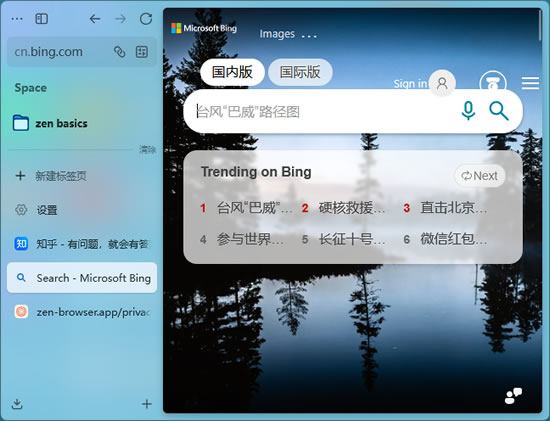 cn.bing.com
Space
zen basics
清除
新建标签页
设置
知乎 - 有问题，就会有答
Search - Microsoft Bing
zen-browser.app/privac
Microsoft Bing
Images ...
国内版 国际版
Sign in
台风“巴威”路径图
Trending on Bing
Next
1 台风“巴威”...
2 硬核救援...
3 直击北京...
4 参与世界...
5 长征十号...
6 微信红包...